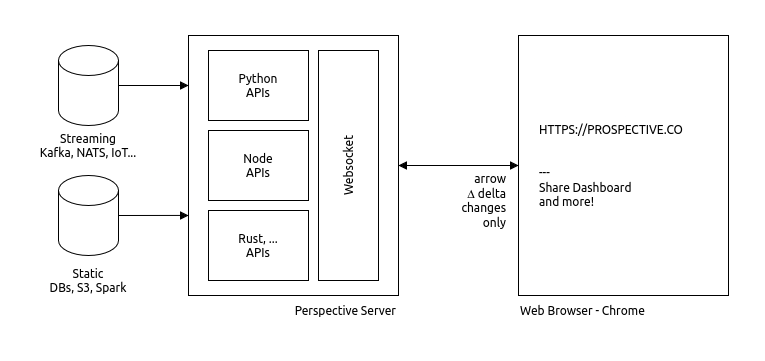 Streaming
Kafka, NATS, IoT...
Static
DBs, S3, Spark
Python
APIs
Node
APIs
Rust, ...
APIs
Websocket
Perspective Server
arrow
Δ delta
changes
only
HTTPS://PROSPECTIVE.CO
---
Share Dashboard
and more!
Web Browser - Chrome